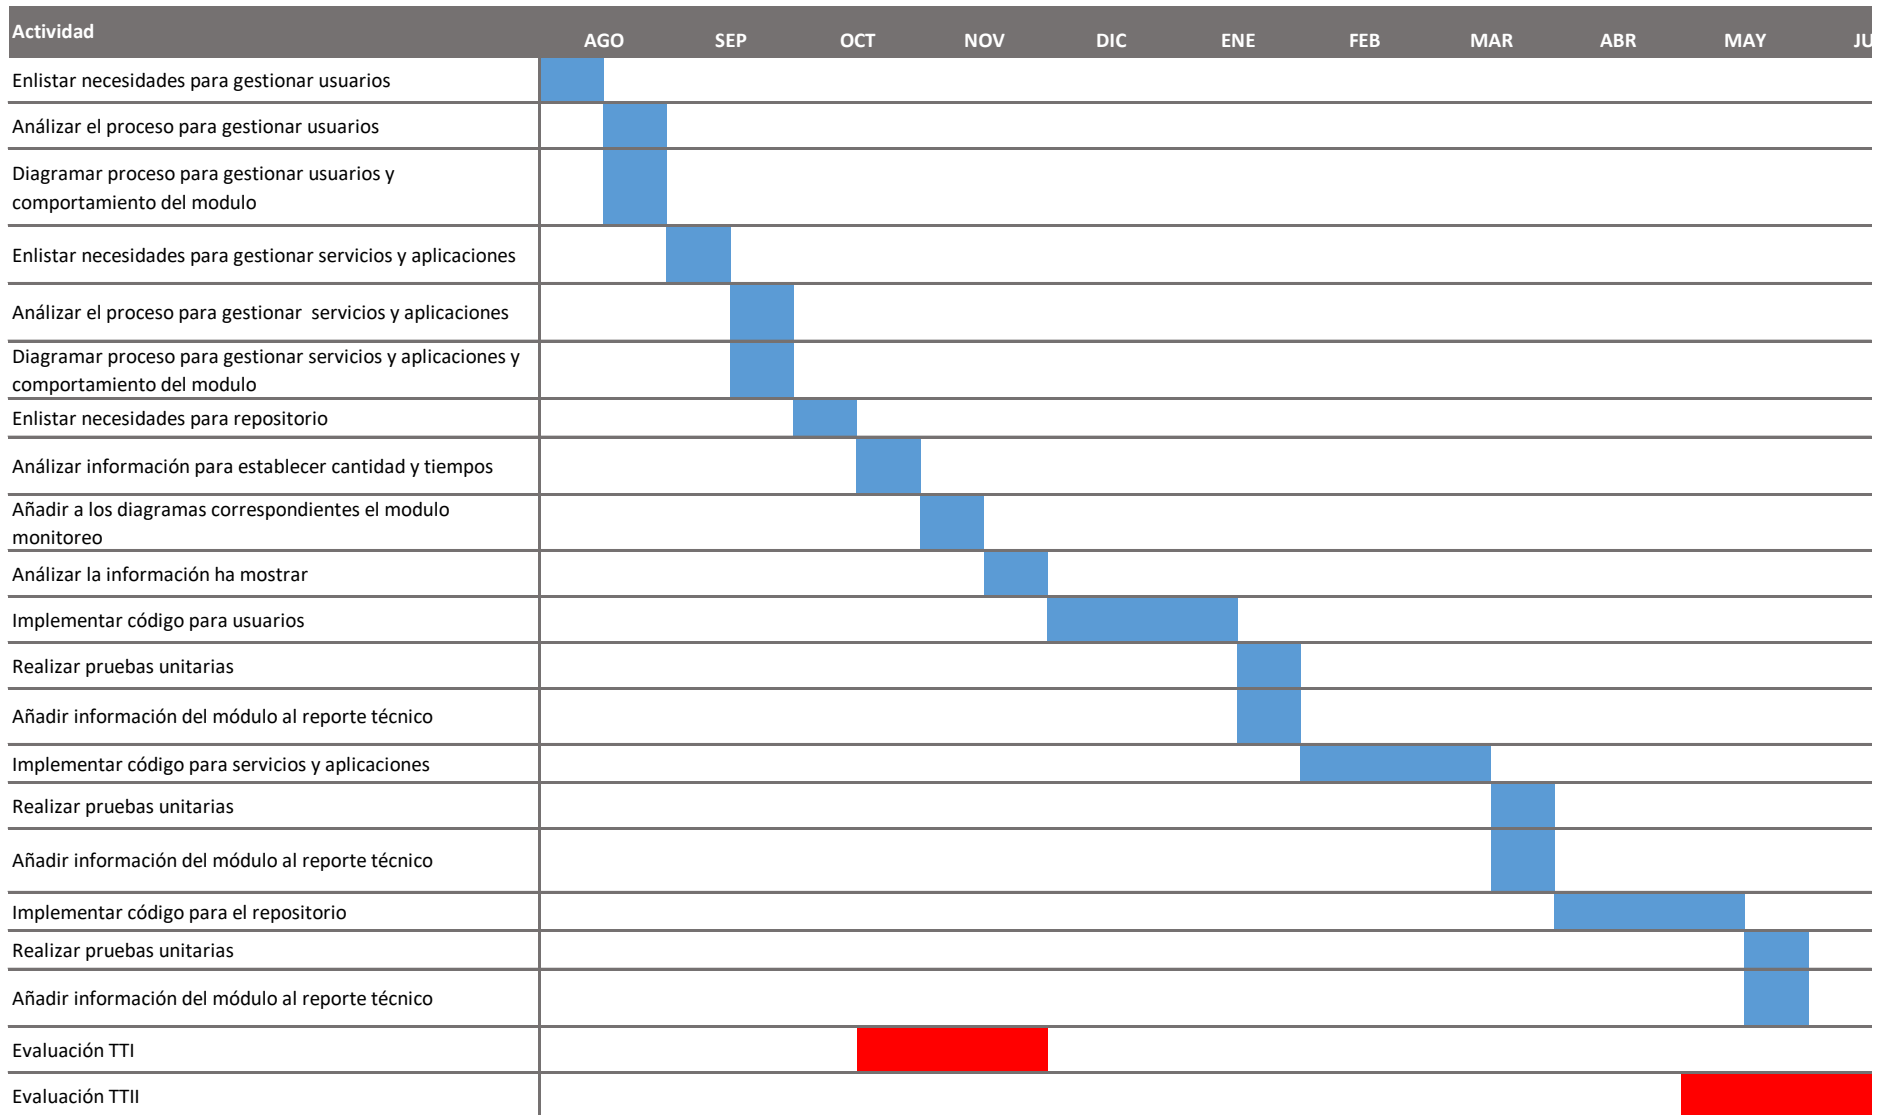 Actividad AGO SEP OCT NOV DIC ENE FEB MAR ABR MAY JU
Enlistar necesidades para gestionar usuarios
Análizar el proceso para gestionar usuarios
Diagramar proceso para gestionar usuarios y
comportamiento del modulo
Enlistar necesidades para gestionar servicios y aplicaciones
Análizar el proceso para gestionar  servicios y aplicaciones
Diagramar proceso para gestionar servicios y aplicaciones y
comportamiento del modulo
Enlistar necesidades para repositorio
Análizar información para establecer cantidad y tiempos
Añadir a los diagramas correspondientes el modulo
monitoreo
Análizar la información ha mostrar
Implementar código para usuarios
Realizar pruebas unitarias
Añadir información del módulo al reporte técnico
Implementar código para servicios y aplicaciones
Realizar pruebas unitarias
Añadir información del módulo al reporte técnico
Implementar código para el repositorio
Realizar pruebas unitarias
Añadir información del módulo al reporte técnico
Evaluación TTI
Evaluación TTII